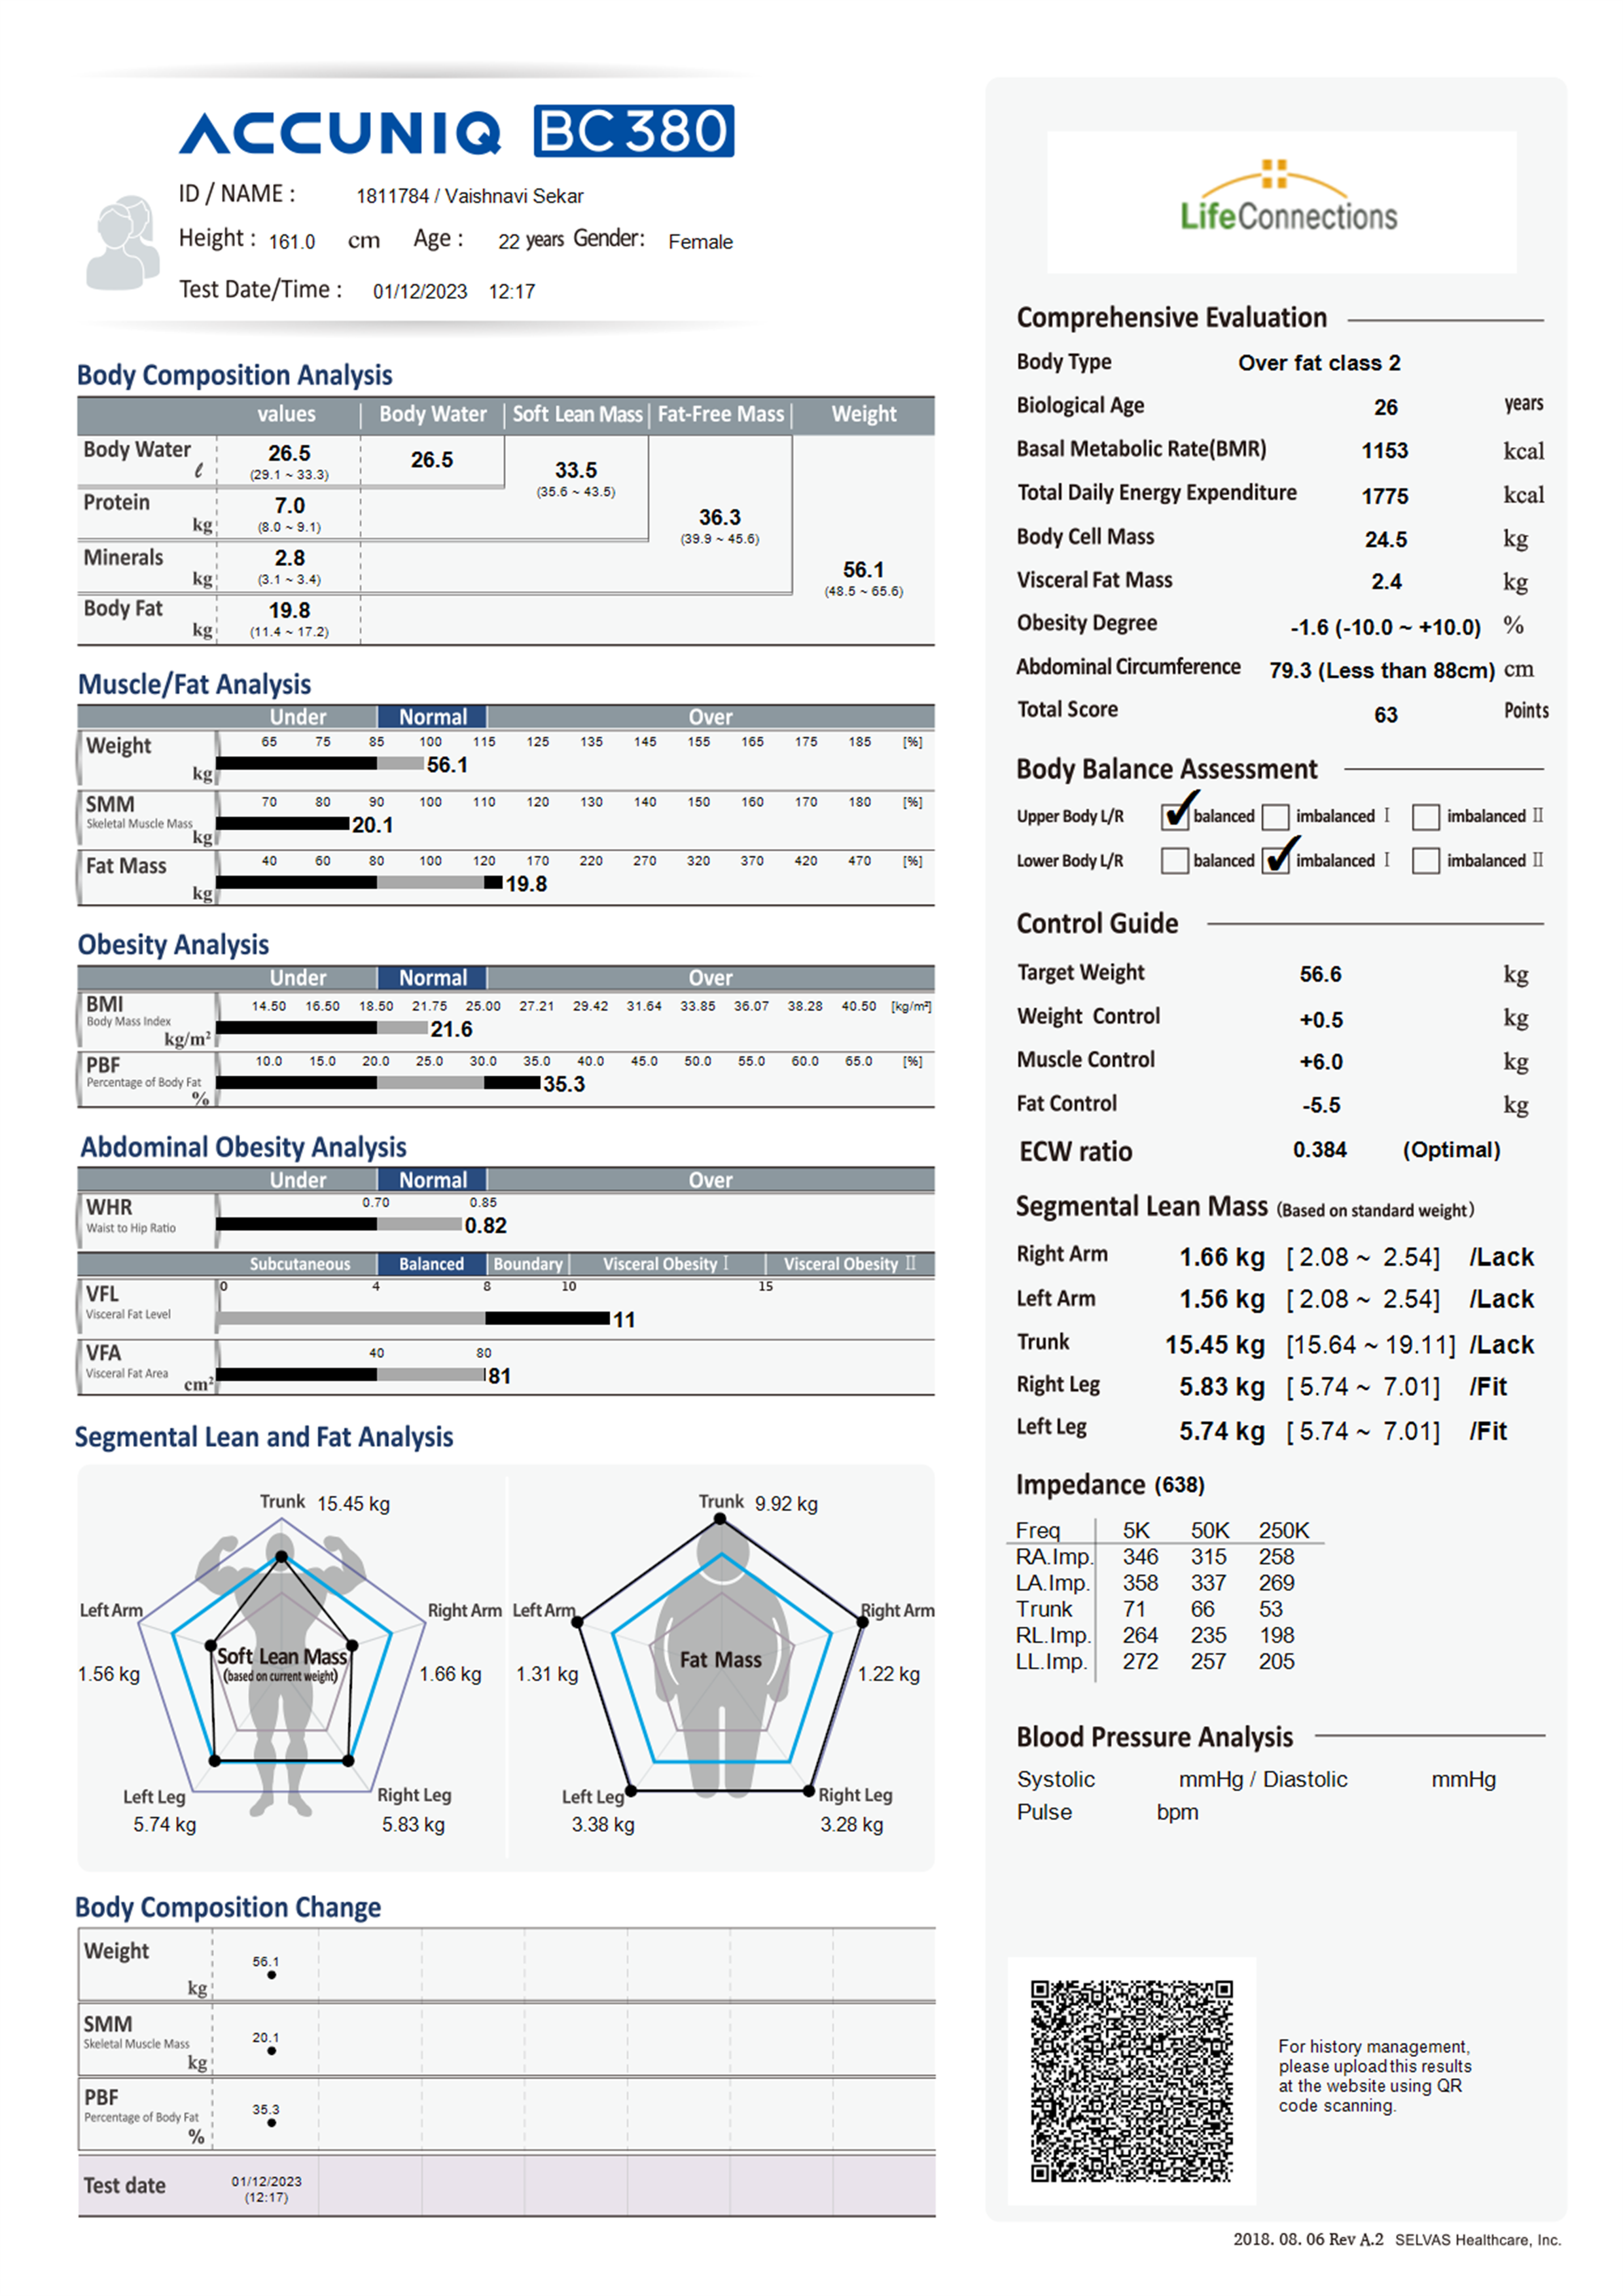 ACCUNIQ BC380
ID / NAME : 1811784 / Vaishnavi Sekar
Height : 161.0 cm Age : 22 years Gender: Female
Test Date/Time : 01/12/2023 12:17
Body Composition Analysis
values Body Water Soft Lean Mass Fat-Free Mass Weight
Body Water ℓ 26.5 (29.1 ~ 33.3) 26.5 33.5 (35.6 ~ 43.5) 36.3 (39.9 ~ 45.6) 56.1 (48.5 ~ 65.6)
Protein kg 7.0 (8.0 ~ 9.1)
Minerals kg 2.8 (3.1 ~ 3.4)
Body Fat kg 19.8 (11.4 ~ 17.2)
Muscle/Fat Analysis
Under Normal Over
Weight kg 65 75 85 100 115 125 135 145 155 165 175 185 [%]
56.1
SMM Skeletal Muscle Mass kg 70 80 90 100 110 120 130 140 150 160 170 180 [%]
20.1
Fat Mass kg 40 60 80 100 120 170 220 270 320 370 420 470 [%]
19.8
Obesity Analysis
Under Normal Over
BMI Body Mass Index kg/m² 14.50 16.50 18.50 21.75 25.00 27.21 29.42 31.64 33.85 36.07 38.28 40.50 [kg/m²]
21.6
PBF Percentage of Body Fat % 10.0 15.0 20.0 25.0 30.0 35.0 40.0 45.0 50.0 55.0 60.0 65.0 [%]
35.3
Abdominal Obesity Analysis
Under Normal Over
WHR Waist to Hip Ratio 0.70 0.85
0.82
Subcutaneous Balanced Boundary Visceral Obesity Ⅰ Visceral Obesity Ⅱ
VFL Visceral Fat Level 0 4 8 10 15
11
VFA Visceral Fat Area cm² 40 80
81
Segmental Lean and Fat Analysis
Trunk 15.45 kg
Left Arm
1.56 kg
Right Arm
1.66 kg
Soft Lean Mass
(based on current weight)
Left Leg
5.74 kg
Right Leg
5.83 kg
Trunk 9.92 kg
Left Arm
1.31 kg
Right Arm
1.22 kg
Fat Mass
Left Leg
3.38 kg
Right Leg
3.28 kg
Body Composition Change
Weight kg 56.1
SMM Skeletal Muscle Mass kg 20.1
PBF Percentage of Body Fat % 35.3
Test date 01/12/2023 (12:17)
LifeConnections
Comprehensive Evaluation
Body Type Over fat class 2
Biological Age 26 years
Basal Metabolic Rate(BMR) 1153 kcal
Total Daily Energy Expenditure 1775 kcal
Body Cell Mass 24.5 kg
Visceral Fat Mass 2.4 kg
Obesity Degree -1.6 (-10.0 ~ +10.0) %
Abdominal Circumference 79.3 (Less than 88cm) cm
Total Score 63 Points
Body Balance Assessment
Upper Body L/R balanced imbalanced Ⅰ imbalanced Ⅱ
Lower Body L/R balanced imbalanced Ⅰ imbalanced Ⅱ
Control Guide
Target Weight 56.6 kg
Weight Control +0.5 kg
Muscle Control +6.0 kg
Fat Control -5.5 kg
ECW ratio 0.384 (Optimal)
Segmental Lean Mass (Based on standard weight)
Right Arm 1.66 kg [ 2.08 ~ 2.54] /Lack
Left Arm 1.56 kg [ 2.08 ~ 2.54] /Lack
Trunk 15.45 kg [15.64 ~ 19.11] /Lack
Right Leg 5.83 kg [ 5.74 ~ 7.01] /Fit
Left Leg 5.74 kg [ 5.74 ~ 7.01] /Fit
Impedance (638)
Freq 5K 50K 250K
RA.Imp. 346 315 258
LA.Imp. 358 337 269
Trunk 71 66 53
RL.Imp. 264 235 198
LL.Imp. 272 257 205
Blood Pressure Analysis
Systolic mmHg / Diastolic mmHg
Pulse bpm
For history management,
please upload this results
at the website using QR
code scanning.
2018. 08. 06 Rev A.2 SELVAS Healthcare, Inc.